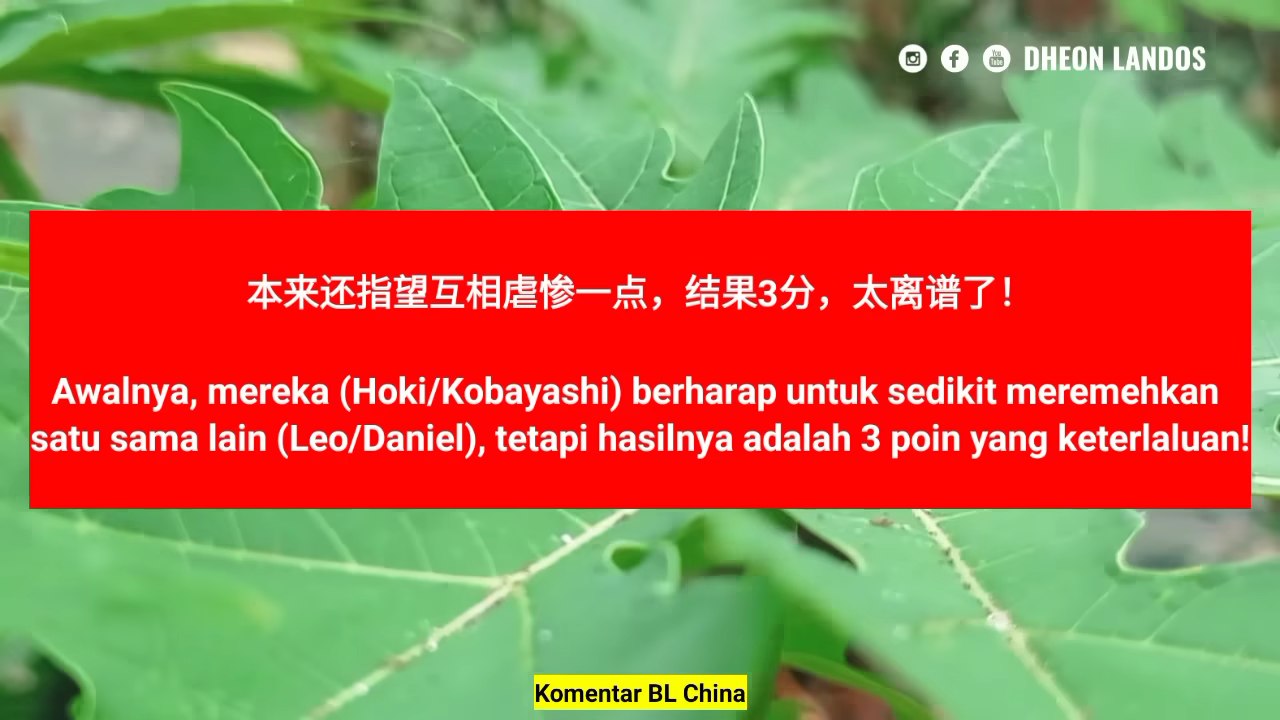 DHEON LANDOS
本来还指望互相虐惨一点，结果3分，太离谱了！
Awalnya, mereka (Hoki/Kobayashi) berharap untuk sedikit meremehkan
satu sama lain (Leo/Daniel), tetapi hasilnya adalah 3 poin yang keterlaluan!
Komentar BL China